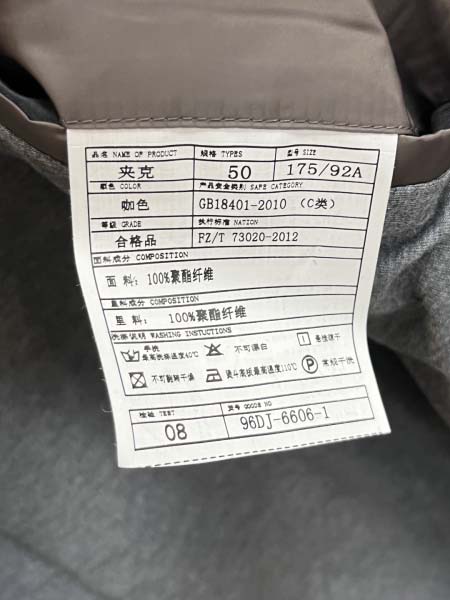 品名 NAME OF PRODUCT 规格 TYPES 型号 SIZE
夹克 50 175/92A
颜色 COLOR 产品安全类别 SAFE CATEGORY
咖色 GB18401-2010 (C类)
等级 GRADE 执行标准 NATION
合格品 FZ/T 73020-2012
面料成分 COMPOSITION
面 料: 100%聚酯纤维
里料成分 COMPOSITION
里 料: 100%聚酯纤维
洗涤说明 WASHING INSTUCTIONS
手洗 最高洗涤温度40℃ 不可漂白 悬挂晾干
不可翻转干燥 熨斗底板最高温度110℃ P 常规干洗
检验 TEST 货号 GOODS NO
08 96DJ-6606-1